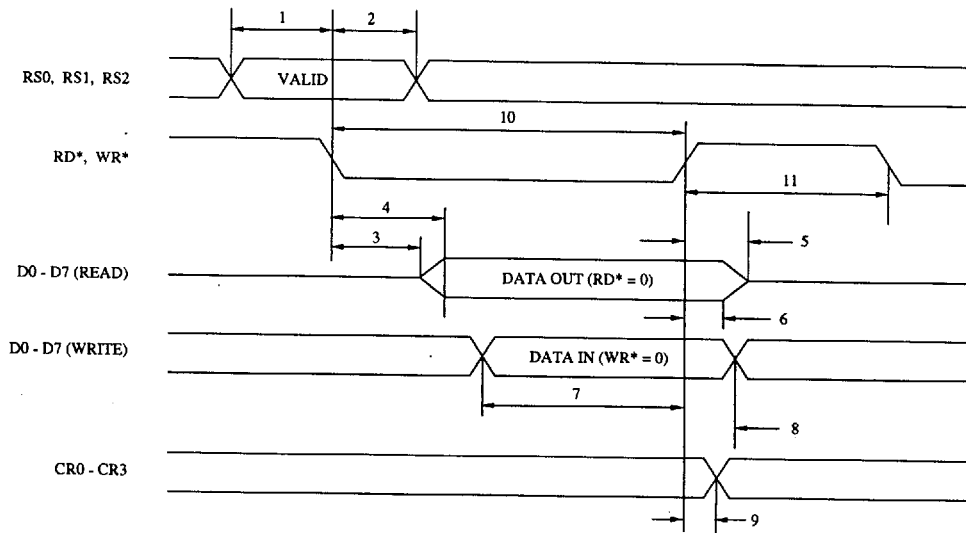 1
2
RS0, RS1, RS2
VALID
10
RD*, WR*
11
4
3
5
D0 - D7 (READ)
DATA OUT (RD* = 0)
6
D0 - D7 (WRITE)
DATA IN (WR* = 0)
7
8
CR0 - CR3
9